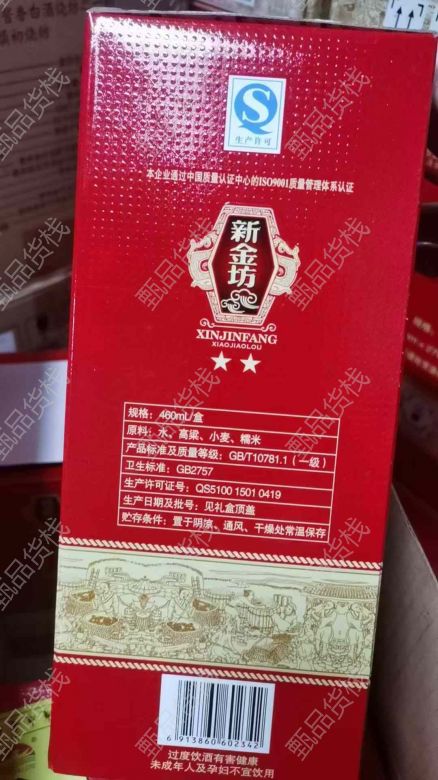 生产许可
本企业通过中国质量认证中心的ISO9001质量管理体系认证
新金坊
XINJINFANG
XIAOJIAOLOU
规格：460mL/盒
原料：水、高粱、小麦、糯米
产品标准及质量等级：GB/T10781.1（一级）
卫生标准：GB2757
生产许可证号：QS5100 1501 0419
生产日期及批号：见礼盒顶盖
贮存条件：置于阴凉、通风、干燥处常温保存
6 913860 602342
过度饮酒有害健康
未成年人及孕妇不宜饮用
甄品货栈